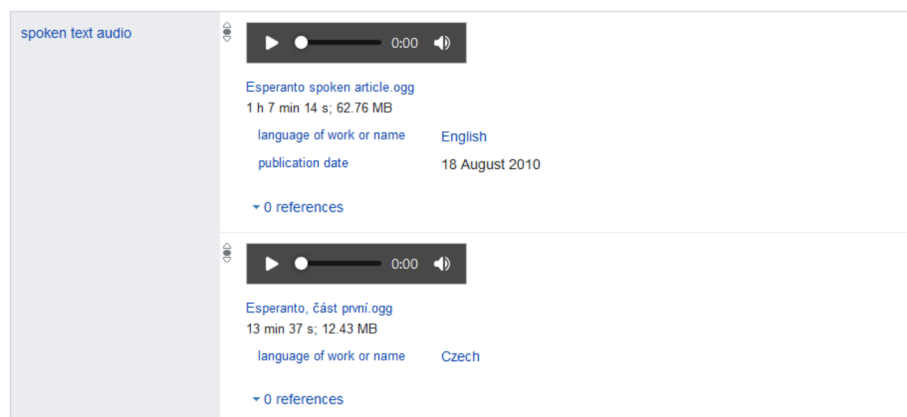 spoken text audio
0:00
Esperanto spoken article.ogg
1 h 7 min 14 s; 62.76 MB
language of work or name English
publication date 18 August 2010
0 references
0:00
Esperanto, část první.ogg
13 min 37 s; 12.43 MB
language of work or name Czech
0 references